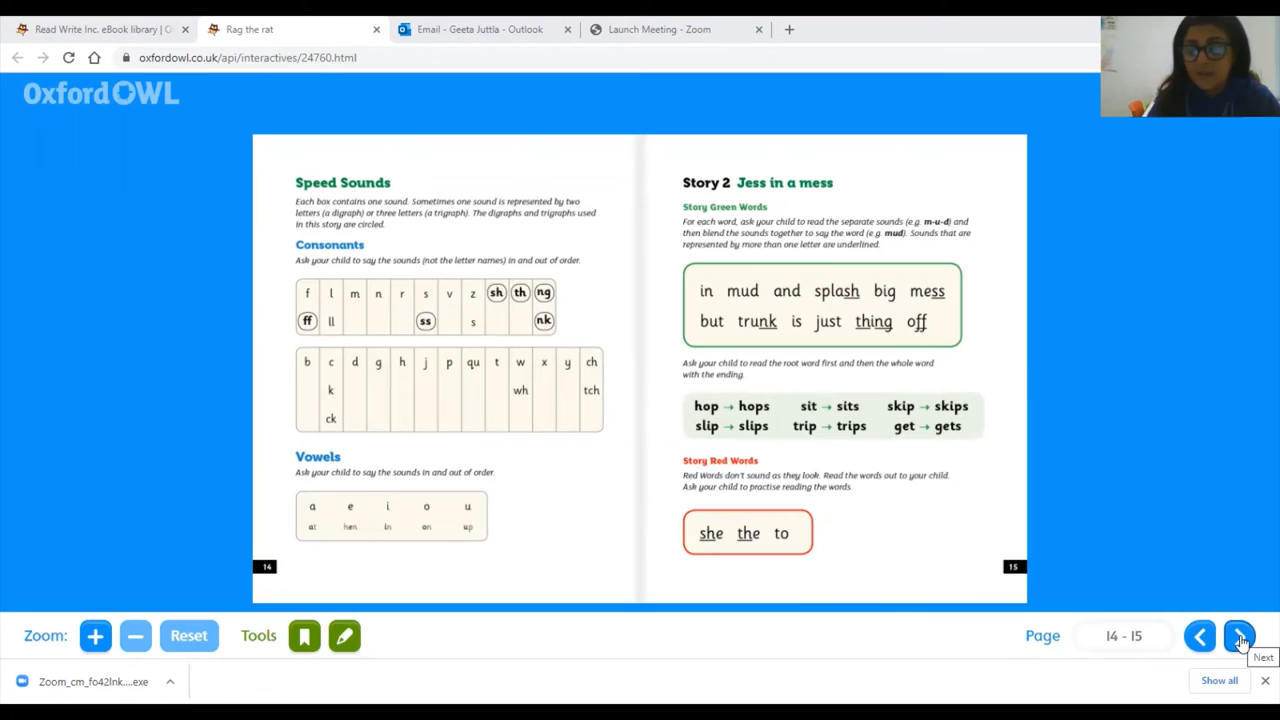 Read Write Inc. eBook library | O
Rag the rat
Email - Geeta Juttla - Outlook
Launch Meeting - Zoom
oxfordowl.co.uk/api/interactives/24760.html
Oxford OWL
Speed Sounds
Each box contains one sound. Sometimes one sound is represented by two
letters (a digraph) or three letters (a trigraph). The digraphs and trigraphs used
in this story are circled.
Consonants
Ask your child to say the sounds (not the letter names) in and out of order.
f l m n r s v z sh th ng
ff ll ss s nk
b c d g h j p qu t w x y ch
k wh tch
ck
Vowels
Ask your child to say the sounds in and out of order.
a e i o u
at hen in on up
14
Story 2 Jess in a mess
Story Green Words
For each word, ask your child to read the separate sounds (e.g. m-u-d) and
then blend the sounds together to say the word (e.g. mud). Sounds that are
represented by more than one letter are underlined.
in mud and splash big mess
but trunk is just thing off
Ask your child to read the root word first and then the whole word
with the ending.
hop → hops sit → sits skip → skips
slip → slips trip → trips get → gets
Story Red Words
Red Words don't sound as they look. Read the words out to your child.
Ask your child to practise reading the words.
she the to
15
Zoom: + − Reset Tools Page 14 - 15
Next
Zoom_cm_fo42lnk....exe
Show all